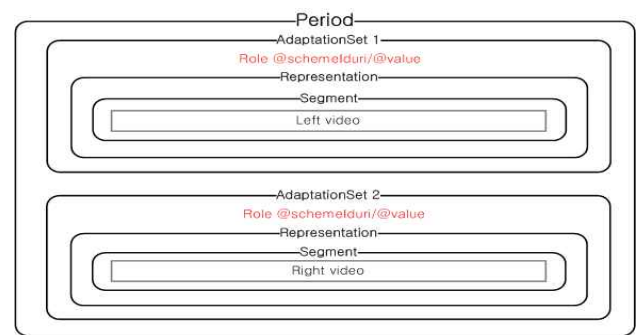 Period
AdaptationSet 1
Role @schemeIduri/@value
Representation
Segment
Left video
AdaptationSet 2
Role @schemeIduri/@value
Representation
Segment
Right video